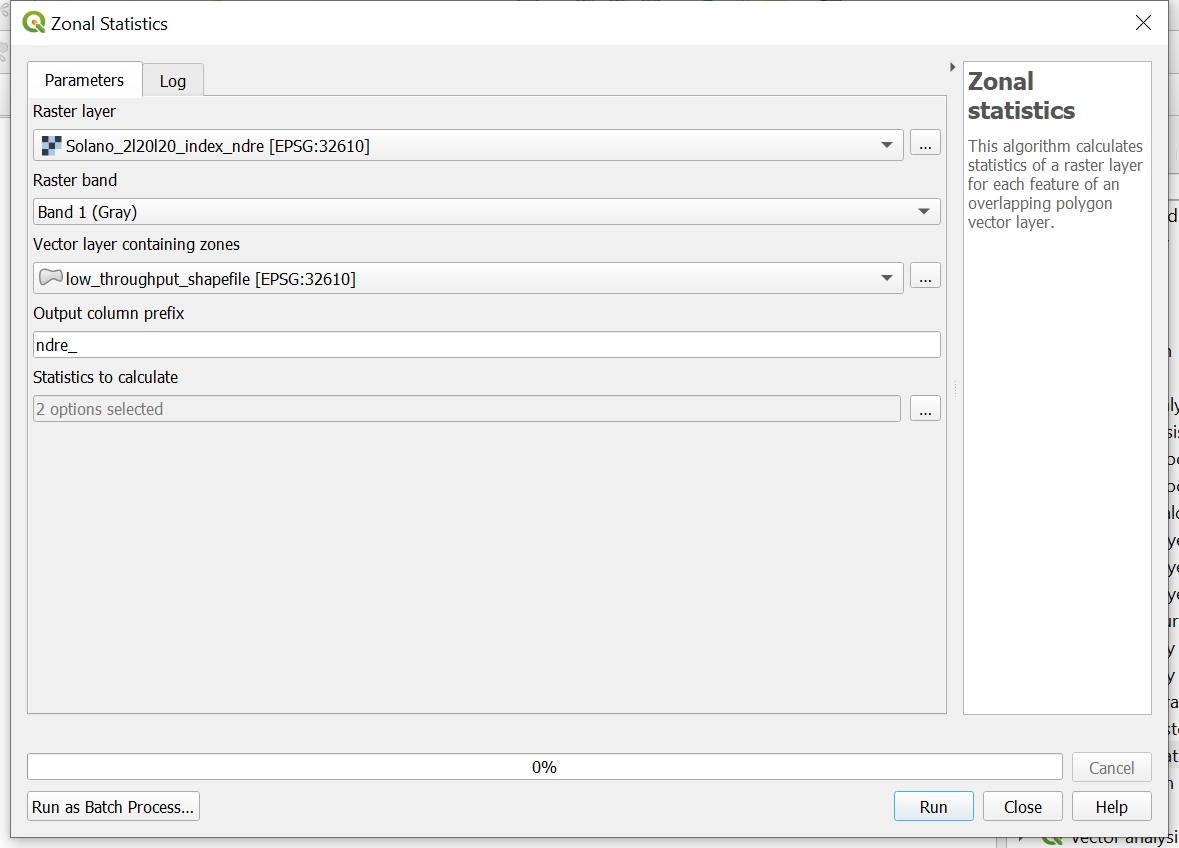 Zonal Statistics
Parameters
Log
Raster layer
Solano_2l20l20_index_ndre [EPSG:32610]
...
Raster band
Band 1 (Gray)
Vector layer containing zones
low_throughput_shapefile [EPSG:32610]
...
Output column prefix
ndre_
Statistics to calculate
2 options selected
...
Zonal
statistics
This algorithm calculates
statistics of a raster layer
for each feature of an
overlapping polygon
vector layer.
0%
Cancel
Run as Batch Process...
Run
Close
Help